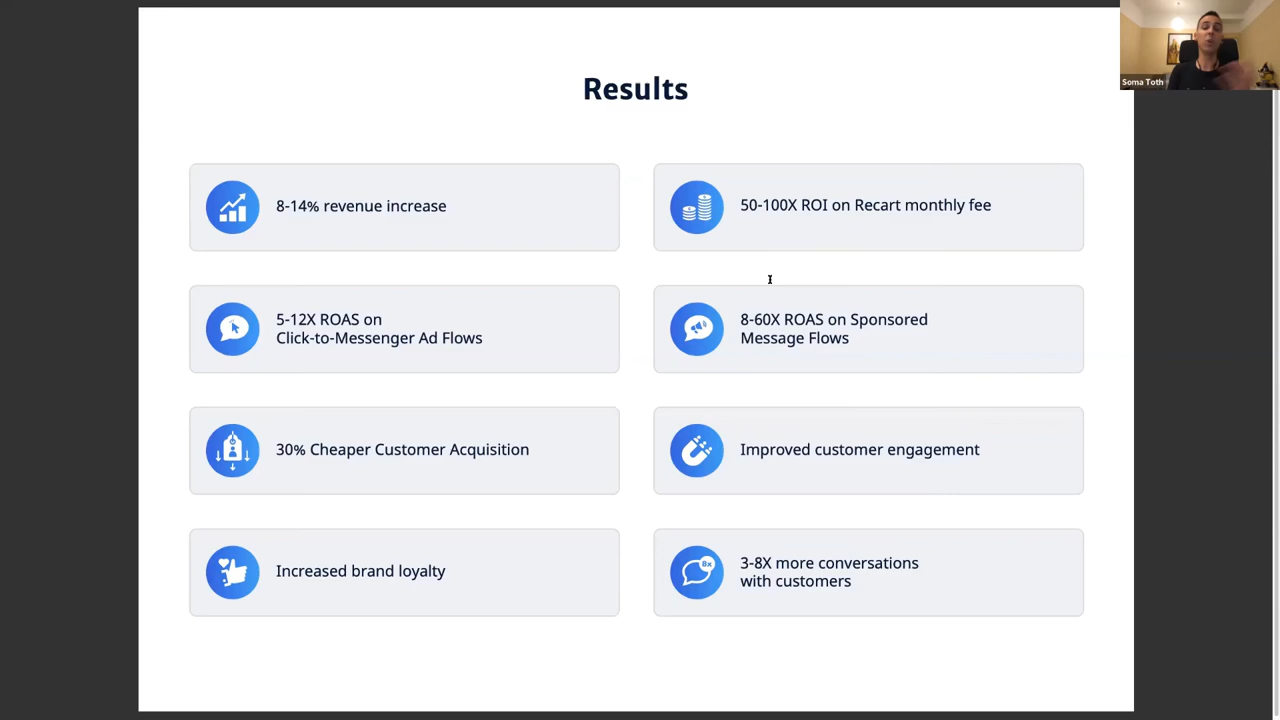 Results
8-14% revenue increase
50-100X ROI on Recart monthly fee
5-12X ROAS on
Click-to-Messenger Ad Flows
8-60X ROAS on Sponsored
Message Flows
30% Cheaper Customer Acquisition
Improved customer engagement
Increased brand loyalty
8x
3-8X more conversations
with customers
Soma Toth